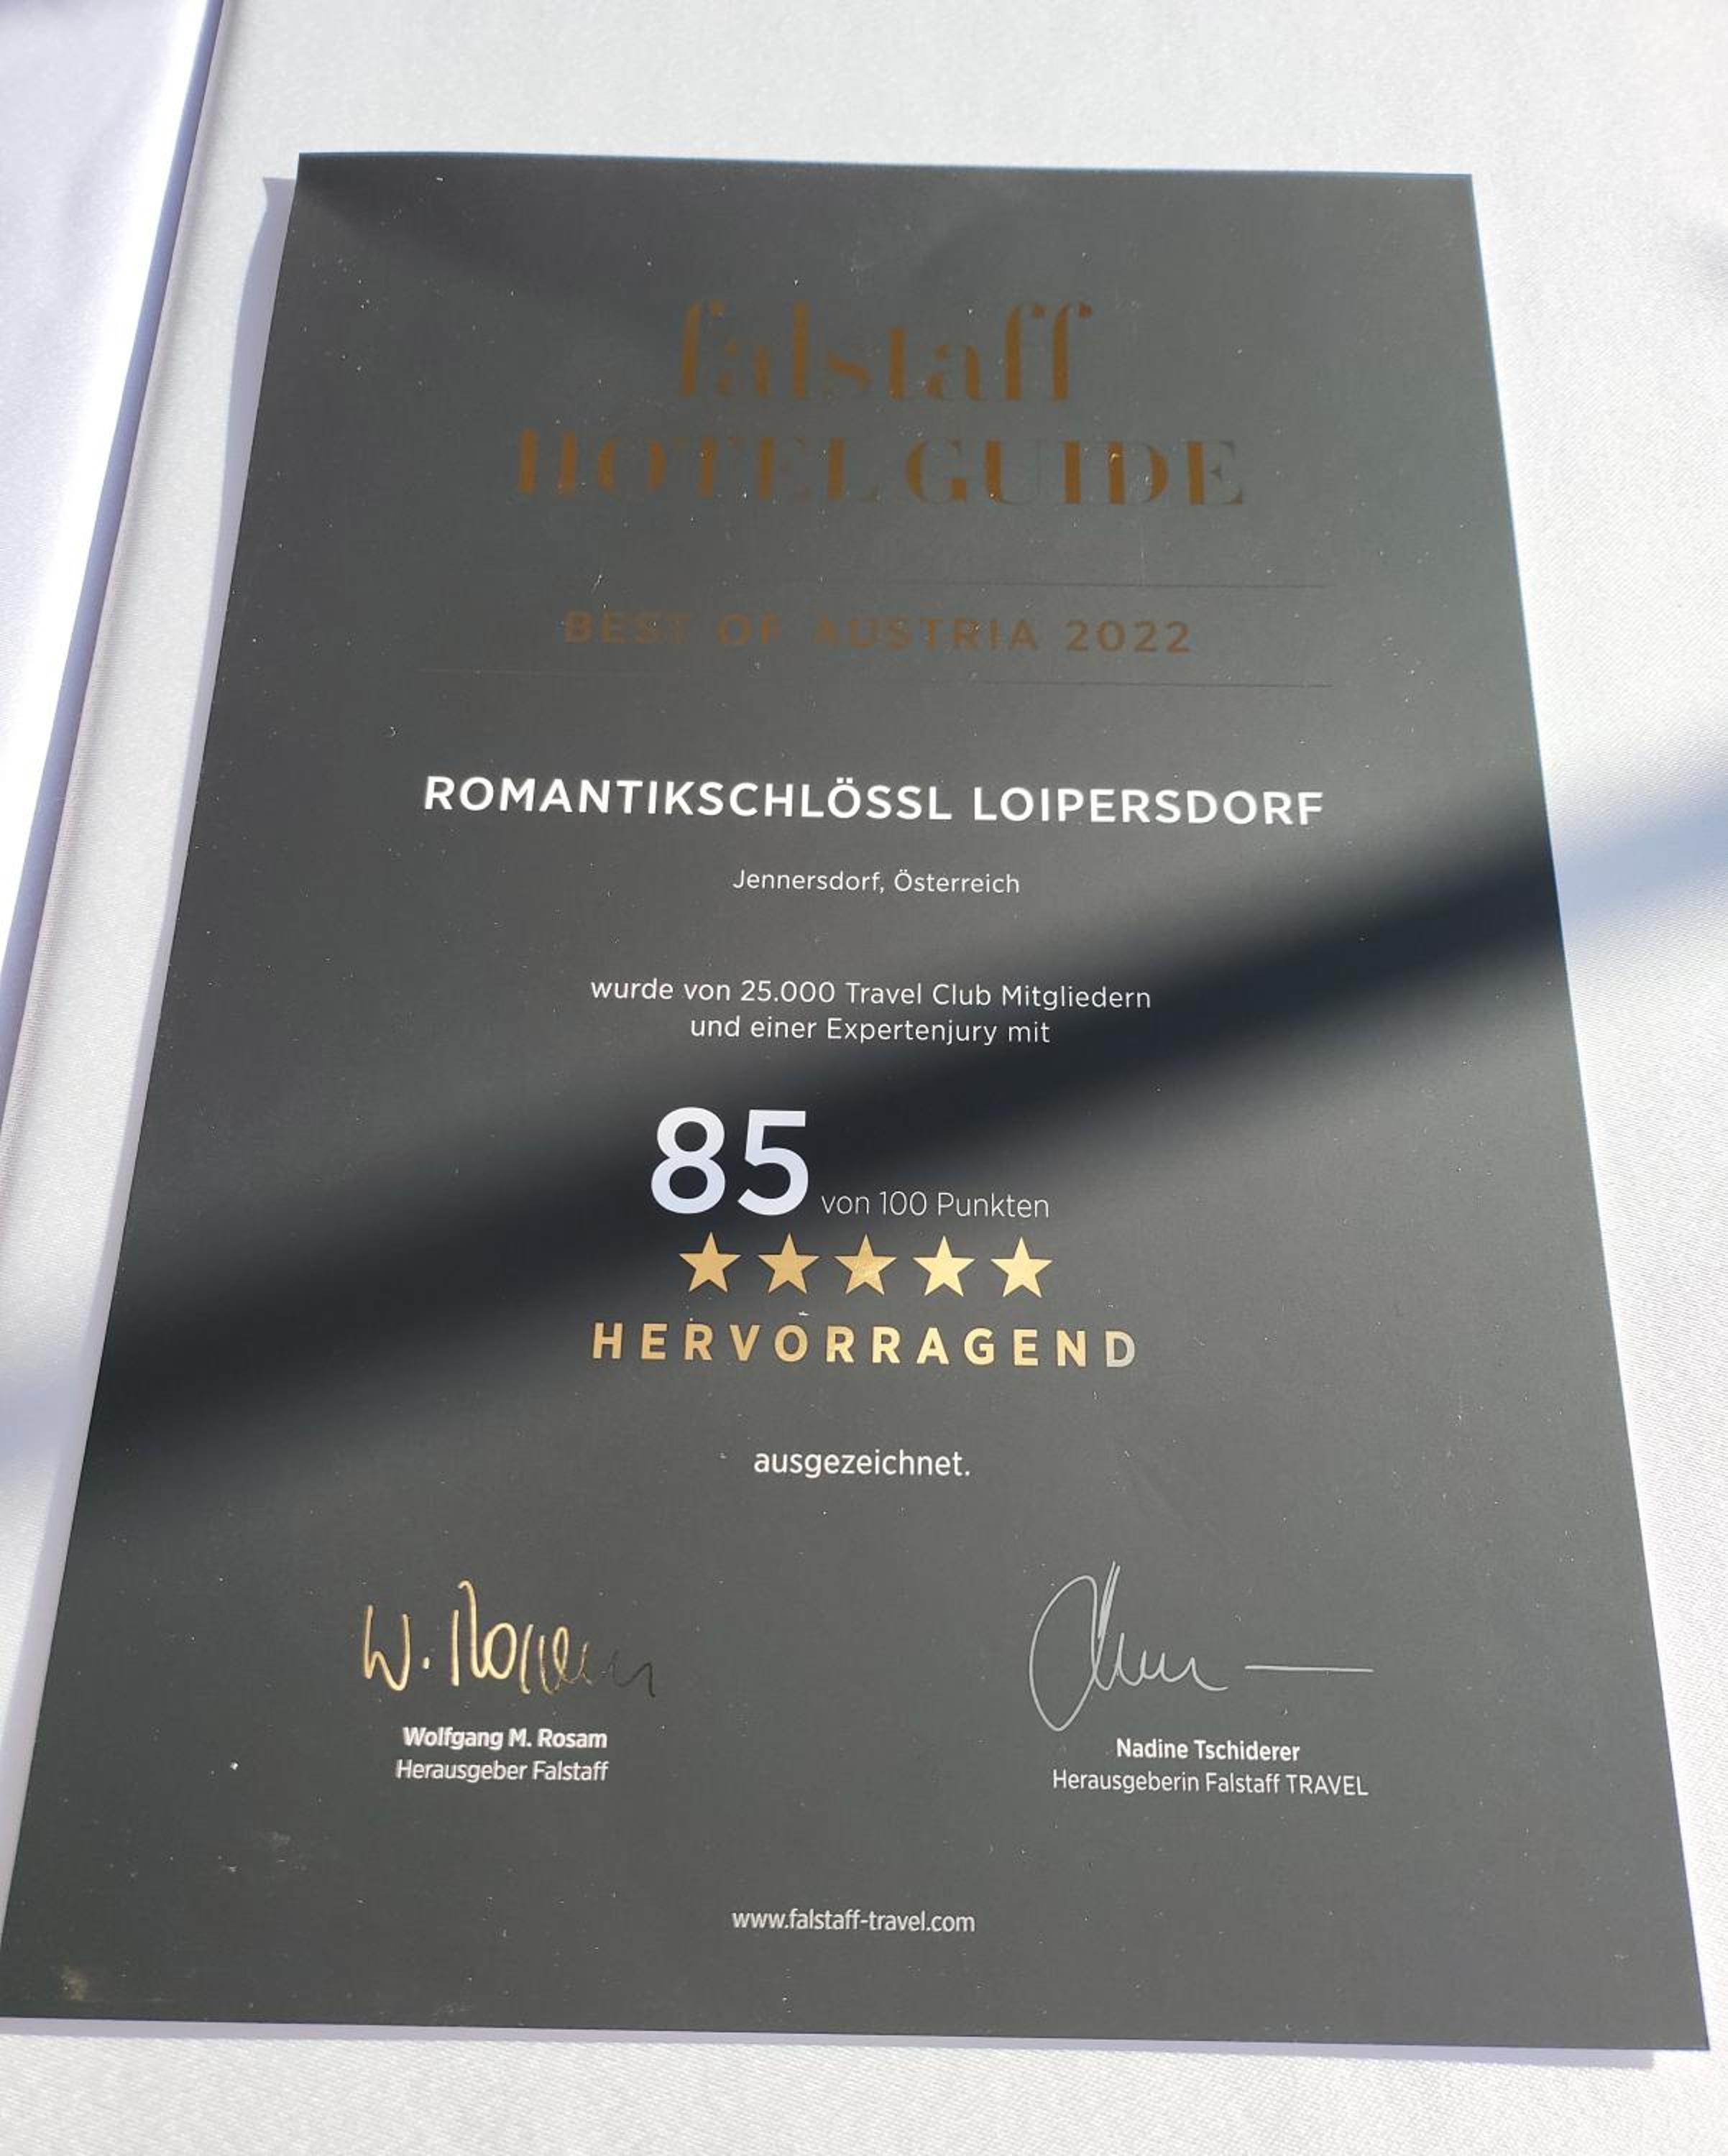 falstaff
HOTEL GUIDE
BEST OF AUSTRIA 2022
ROMANTIKSCHLÖSSL LOIPERSDORF
Jennersdorf, Österreich
wurde von 25.000 Travel Club Mitgliedern
und einer Expertenjury mit
85 von 100 Punkten
HERVORRAGEND
ausgezeichnet.
W. Rosam
Wolfgang M. Rosam
Herausgeber Falstaff
Nadine Tschiderer
Herausgeberin Falstaff TRAVEL
www.falstaff-travel.com